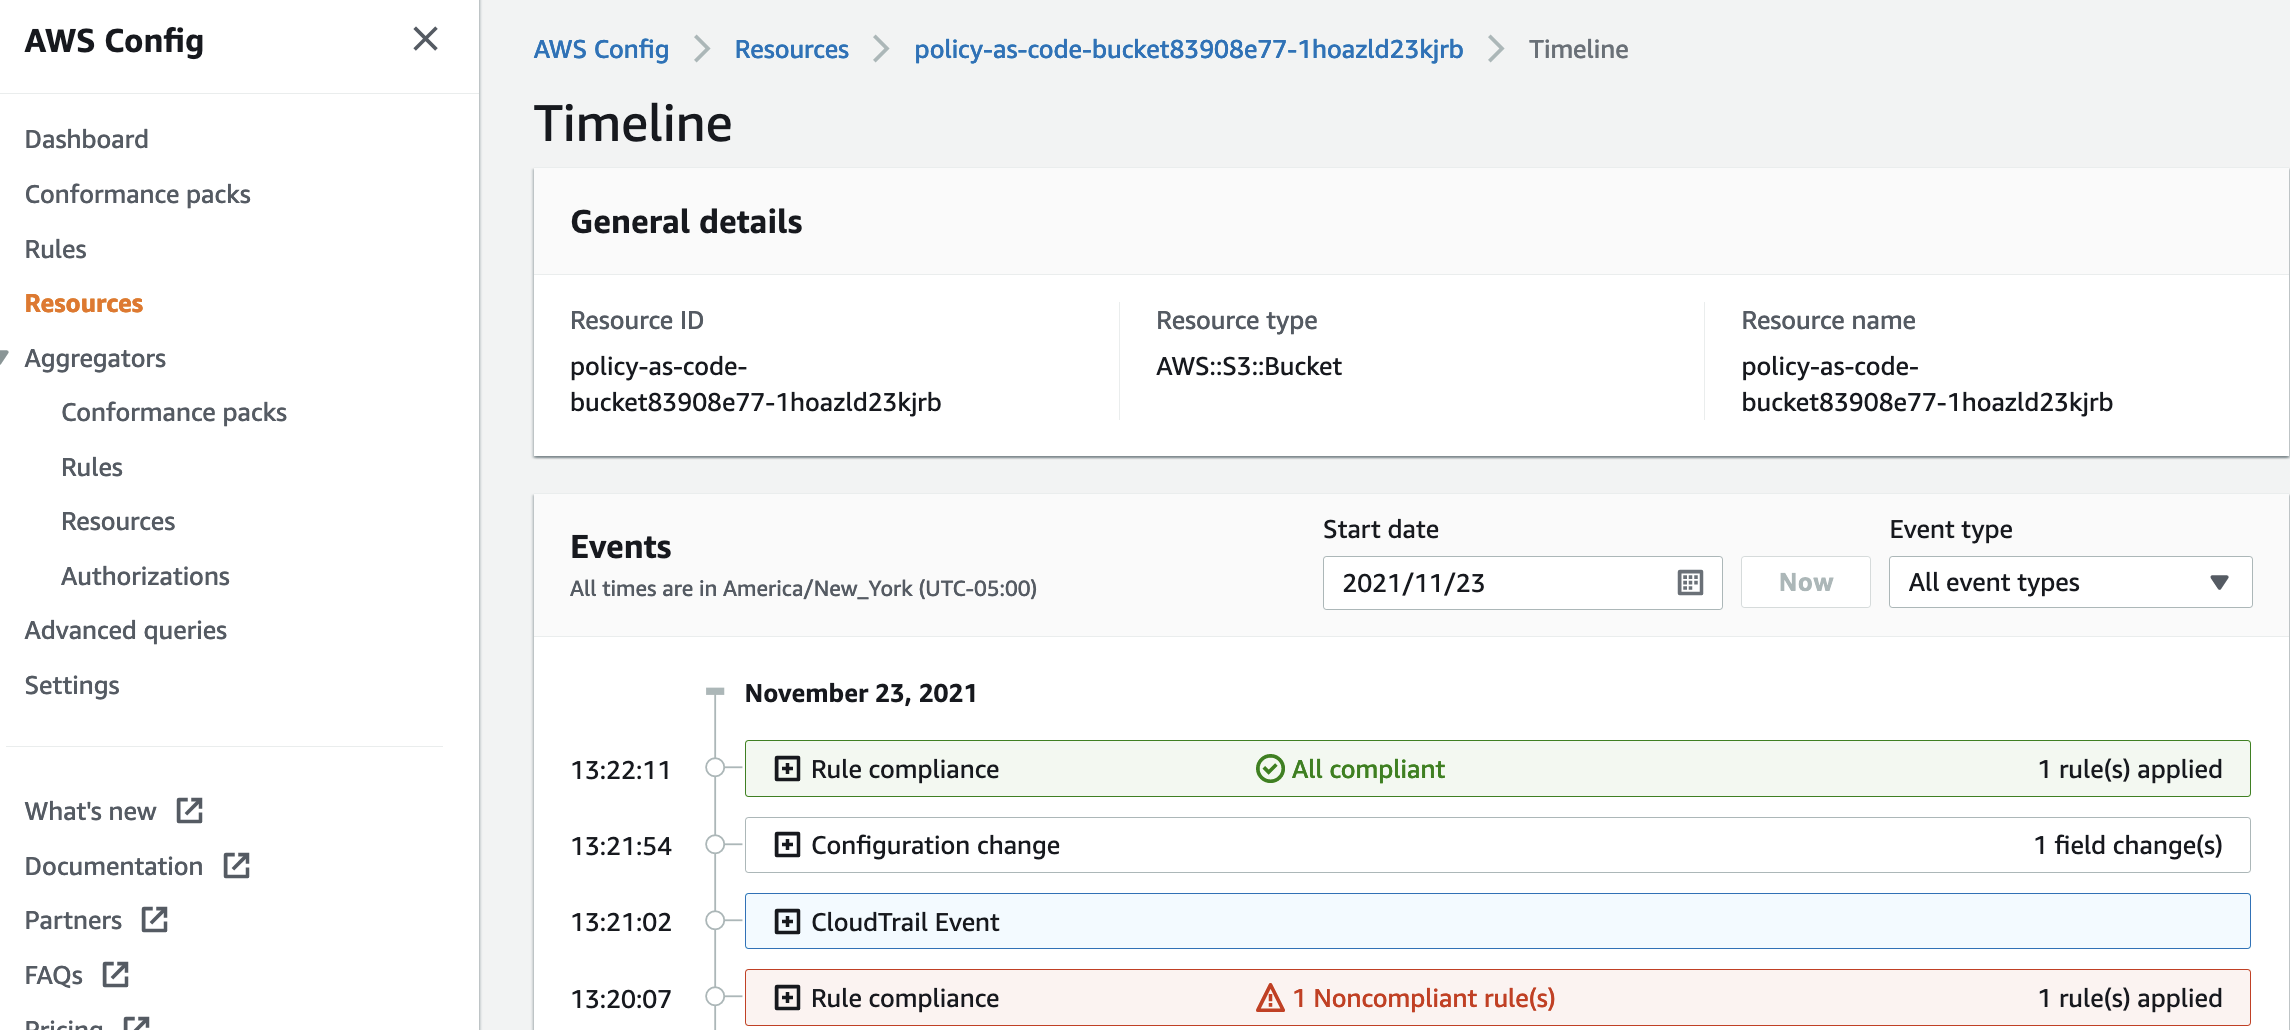 AWS Config
Dashboard
Conformance packs
Rules
Resources
Aggregators
Conformance packs
Rules
Resources
Authorizations
Advanced queries
Settings
What's new
Documentation
Partners
FAQs
Pricing
AWS Config > Resources > policy-as-code-bucket83908e77-1hoazld23kjrb > Timeline
Timeline
General details
Resource ID
policy-as-code-
bucket83908e77-1hoazld23kjrb
Resource type
AWS::S3::Bucket
Resource name
policy-as-code-
bucket83908e77-1hoazld23kjrb
Events
All times are in America/New_York (UTC-05:00)
Start date
2021/11/23
Now
Event type
All event types
November 23, 2021
13:22:11 Rule compliance All compliant 1 rule(s) applied
13:21:54 Configuration change 1 field change(s)
13:21:02 CloudTrail Event
13:20:07 Rule compliance 1 Noncompliant rule(s) 1 rule(s) applied